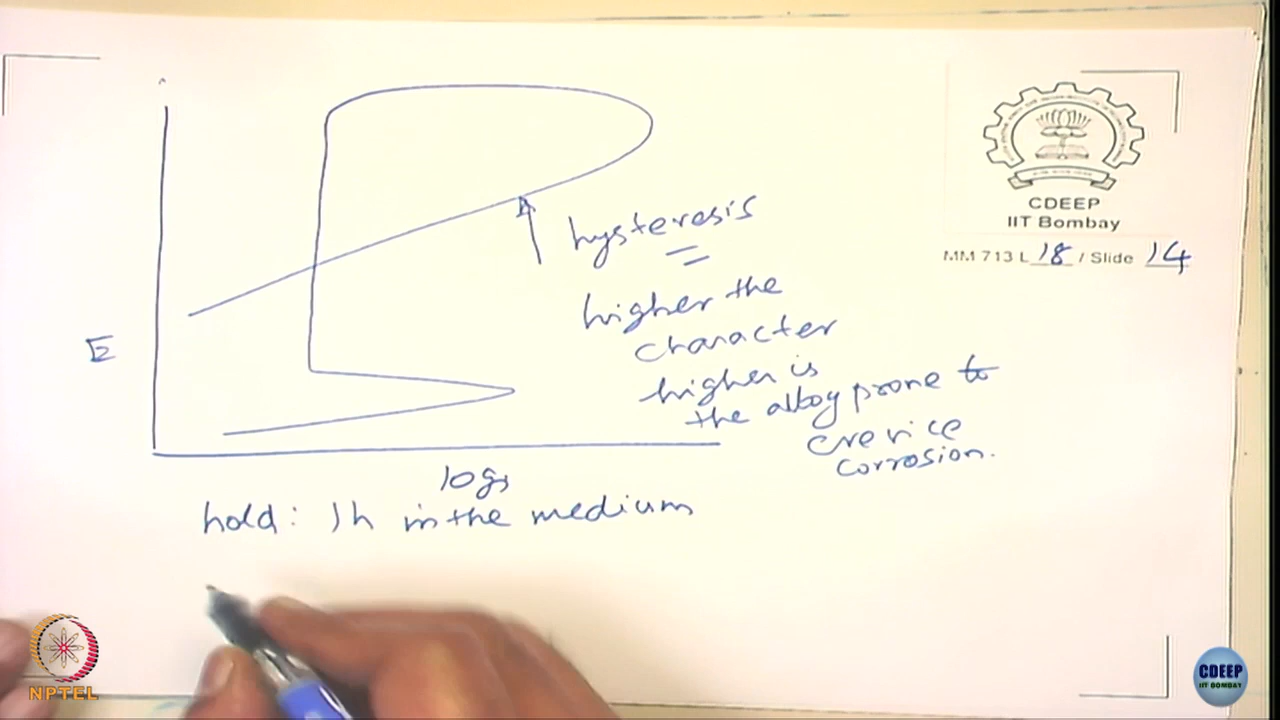 CDEEP
IIT Bombay
MM 713 L 18 / Slide 14
hysteresis
higher the
character
higher is
the alloy prone to
crevice
corrosion.
E
log i
hold: 1h in the medium
NPTEL
CDEEP
IIT BOMBAY